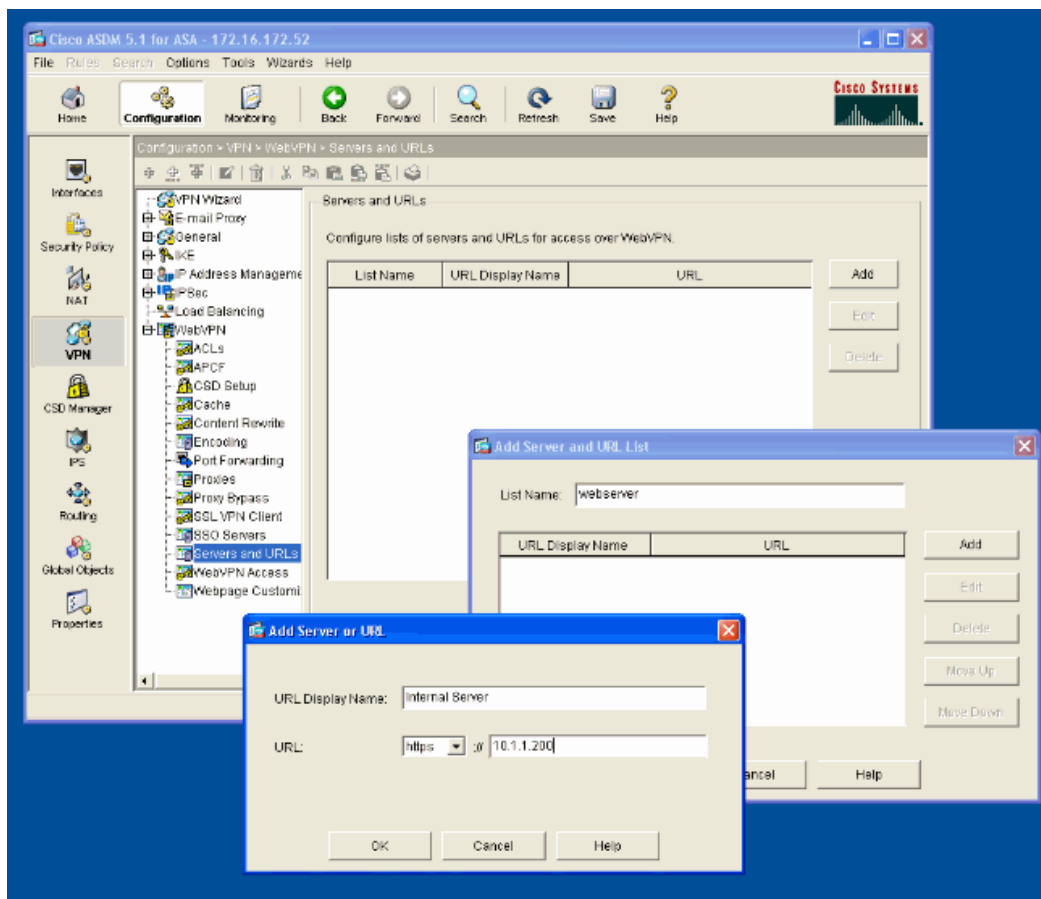 Cisco ASDM 5.1 for ASA - 172.16.172.52
File Rules Search Options Tools Wizards Help
Home Configuration Monitoring Back Forward Search Refresh Save Help
CISCO SYSTEMS
Configuration > VPN > WebVPN > Servers and URLs
Interfaces
Security Policy
NAT
VPN
CSD Manager
IPS
Routing
Global Objects
Properties
VPN Wizard
E-mail Proxy
General
IKE
IP Address Manageme
IPSec
Load Balancing
WebVPN
ACLs
APCF
CSD Setup
Cache
Content Rewrite
Encoding
Port Forwarding
Proxies
Proxy Bypass
SSL VPN Client
SSO Servers
Servers and URLs
WebVPN Access
Webpage Customi
Servers and URLs
Configure lists of servers and URLs for access over WebVPN.
List Name URL Display Name URL
Add
Edit
Delete
Add Server and URL List
List Name: webserver
URL Display Name URL
Add
Edit
Delete
Move Up
Move Down
ancel Help
Add Server or URL
URL Display Name: Internal Server
URL: https :// 10.1.1.200
OK Cancel Help